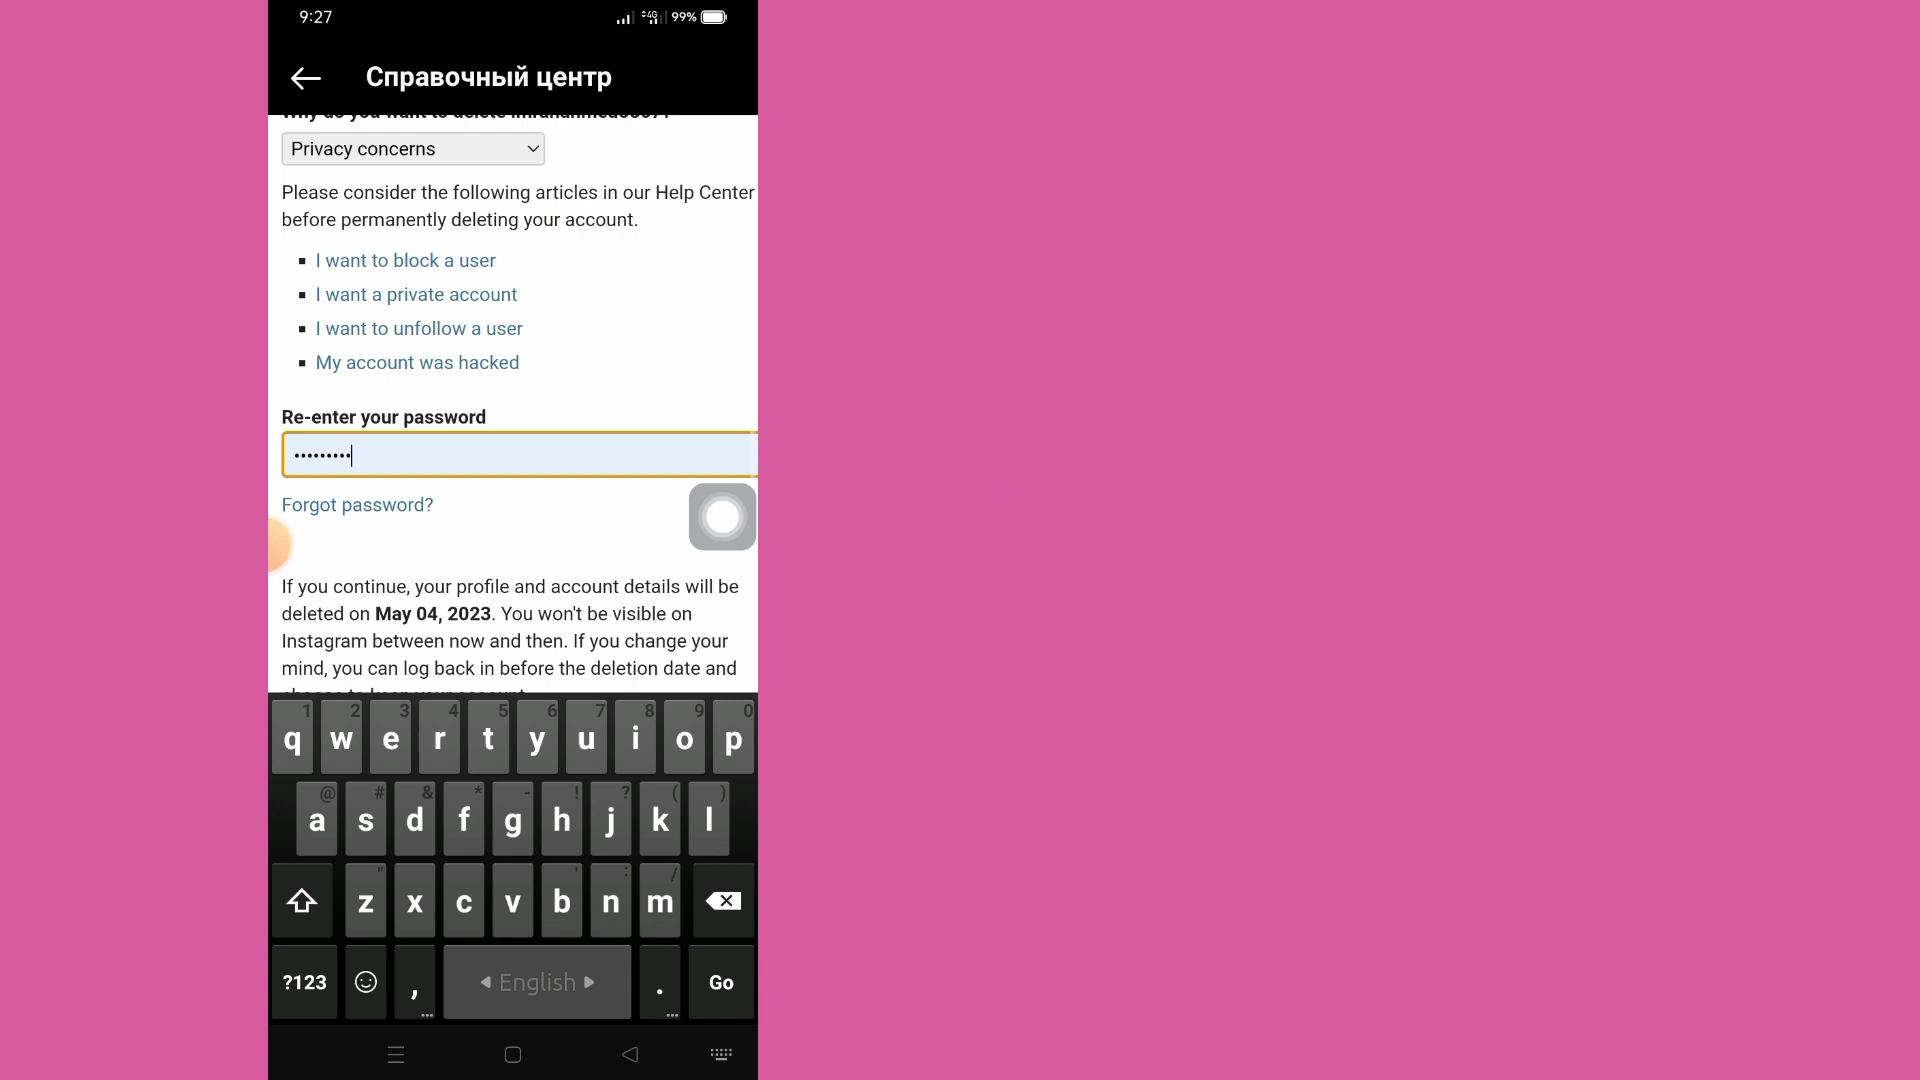 9:27
4G
99%
Справочный центр
Privacy concerns
Please consider the following articles in our Help Center
before permanently deleting your account.
I want to block a user
I want a private account
I want to unfollow a user
My account was hacked
Re-enter your password
•••••••••
Forgot password?
If you continue, your profile and account details will be
deleted on May 04, 2023. You won't be visible on
Instagram between now and then. If you change your
mind, you can log back in before the deletion date and
1 2 3 4 5 6 7 8 9 0
q w e r t y u i o p
@ # & * - ! ? ( )
a s d f g h j k l
" ' : /
z x c v b n m
?123 , English . Go